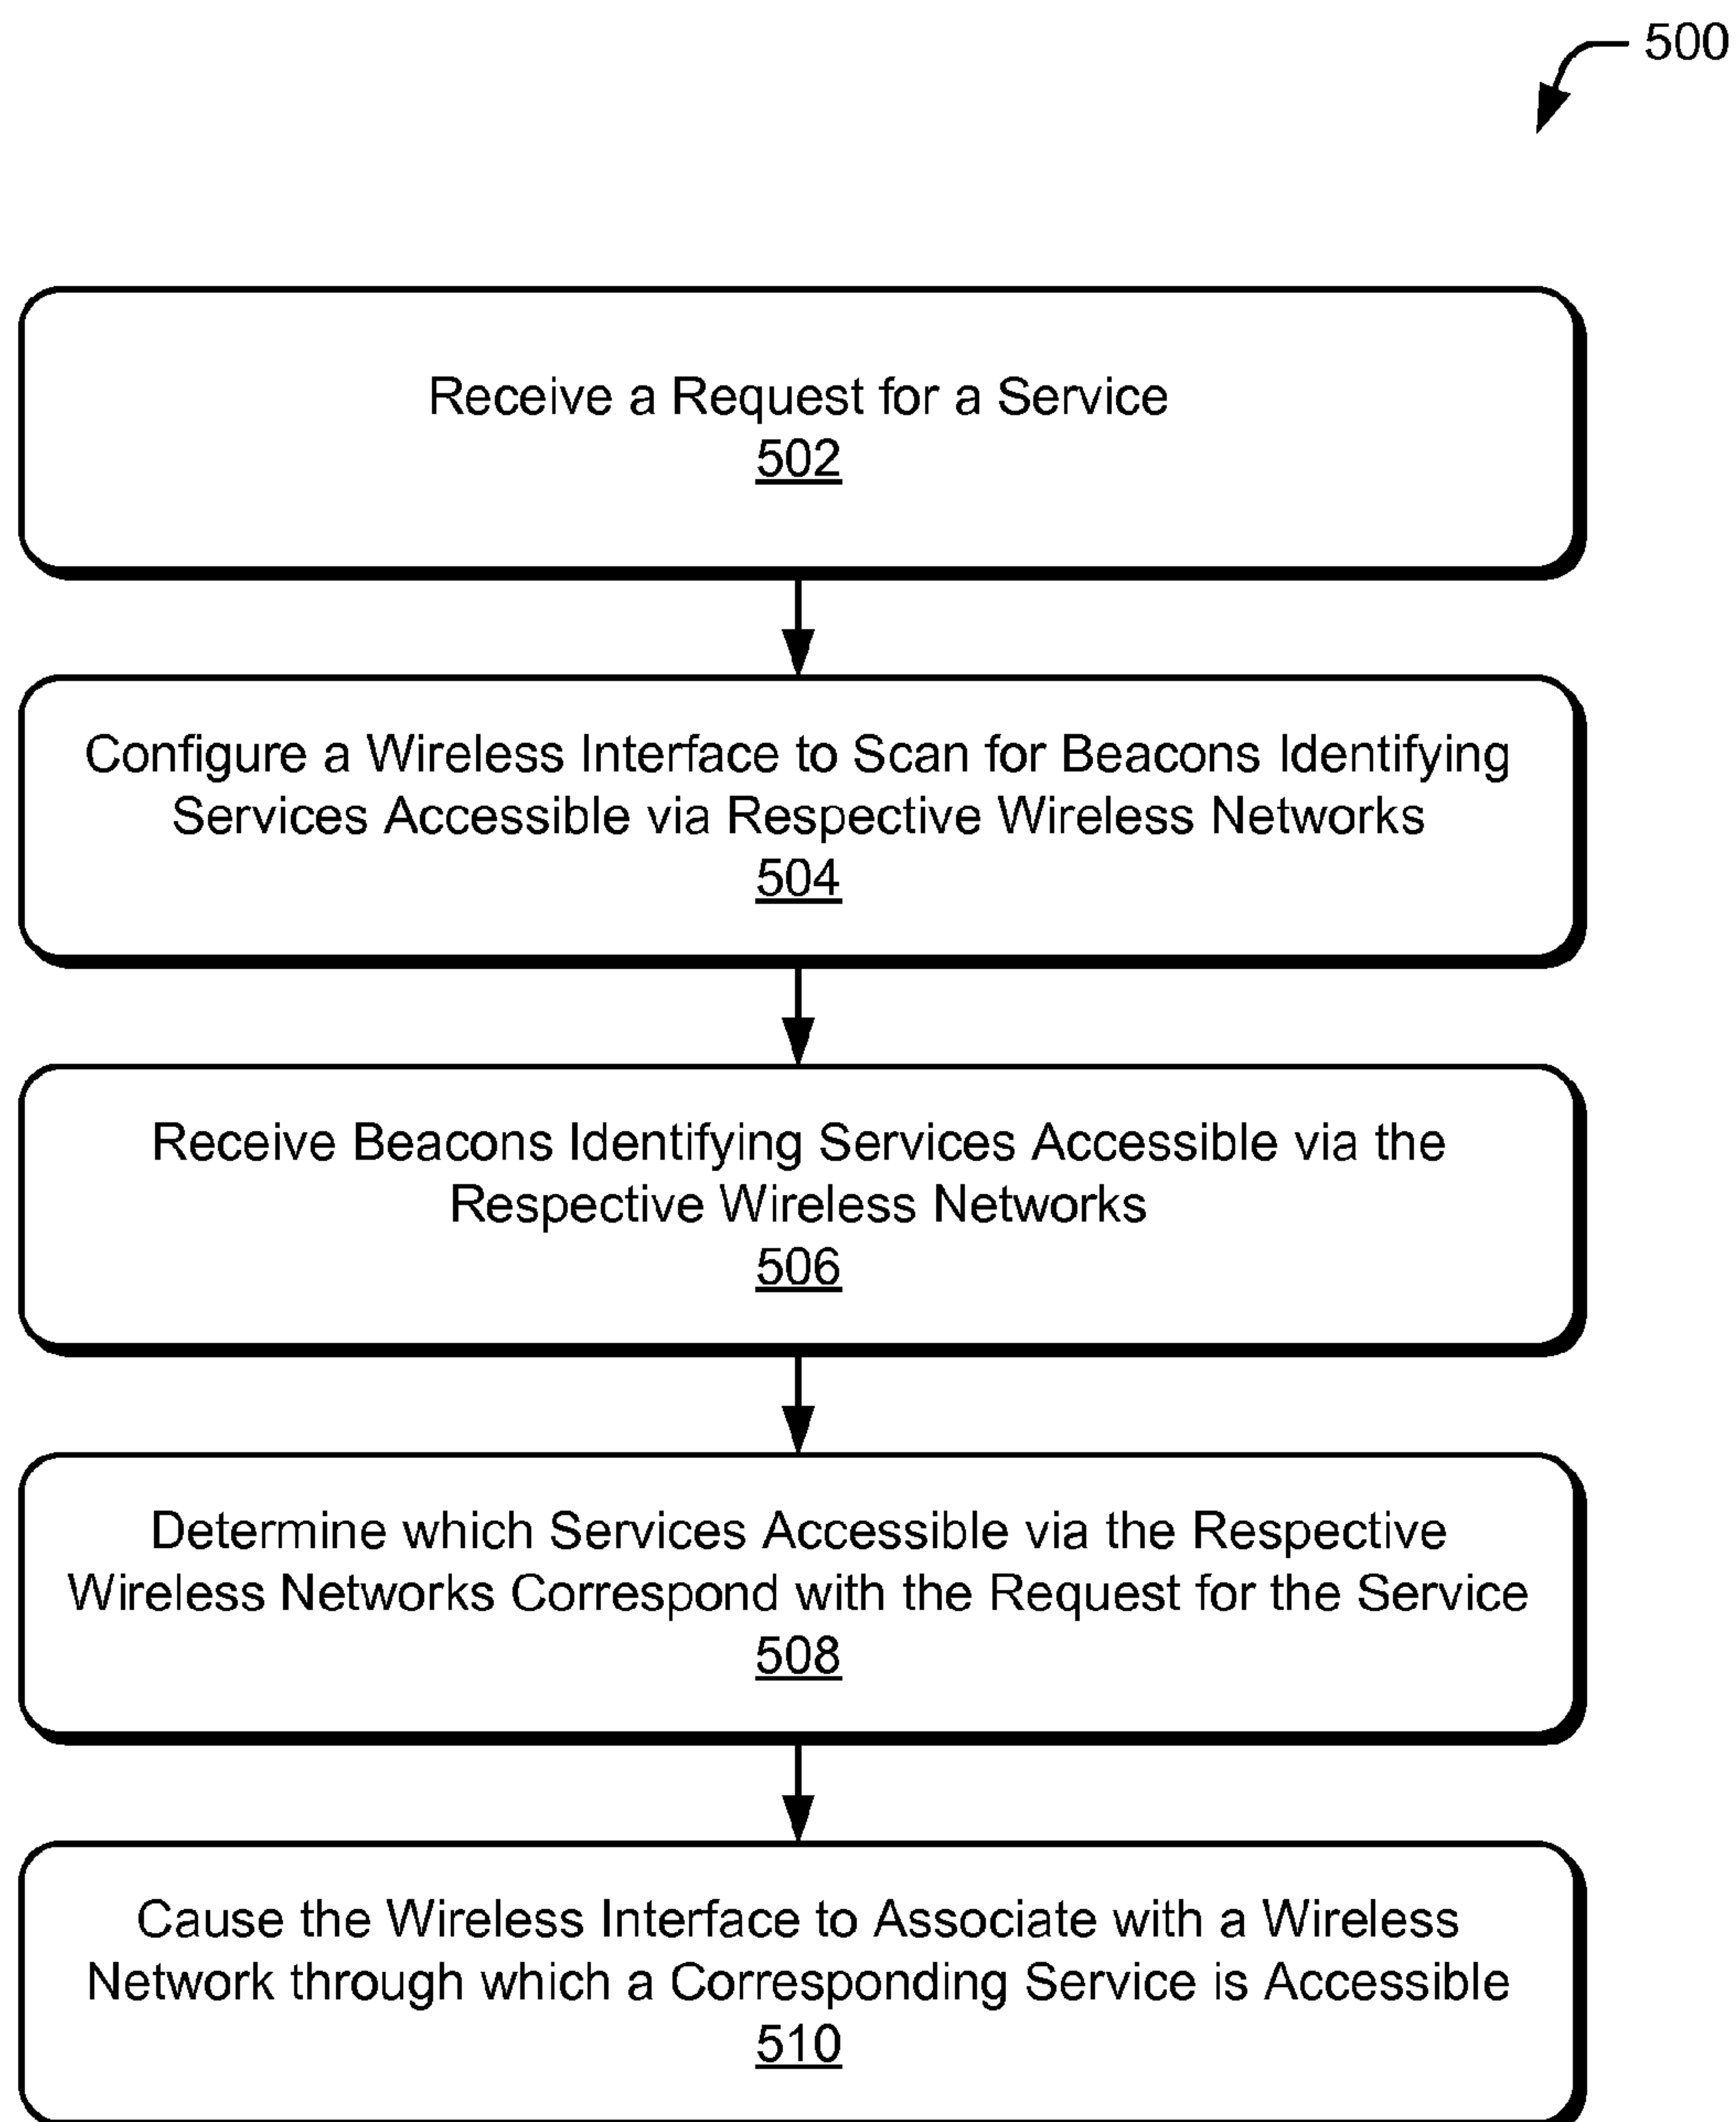 500
Receive a Request for a Service
502
Configure a Wireless Interface to Scan for Beacons Identifying
Services Accessible via Respective Wireless Networks
504
Receive Beacons Identifying Services Accessible via the
Respective Wireless Networks
506
Determine which Services Accessible via the Respective
Wireless Networks Correspond with the Request for the Service
508
Cause the Wireless Interface to Associate with a Wireless
Network through which a Corresponding Service is Accessible
510